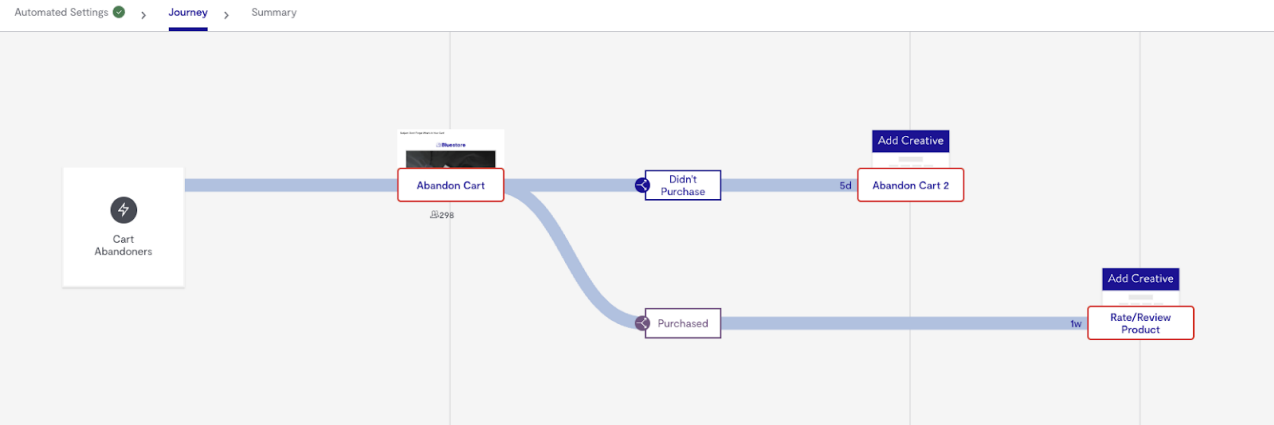 Automated Settings
Journey
Summary
Bluestore
Add Creative
Abandon Cart
Didn't
Purchase
5d
Abandon Cart 2
298
Cart
Abandoners
Add Creative
Purchased
1w
Rate/Review
Product